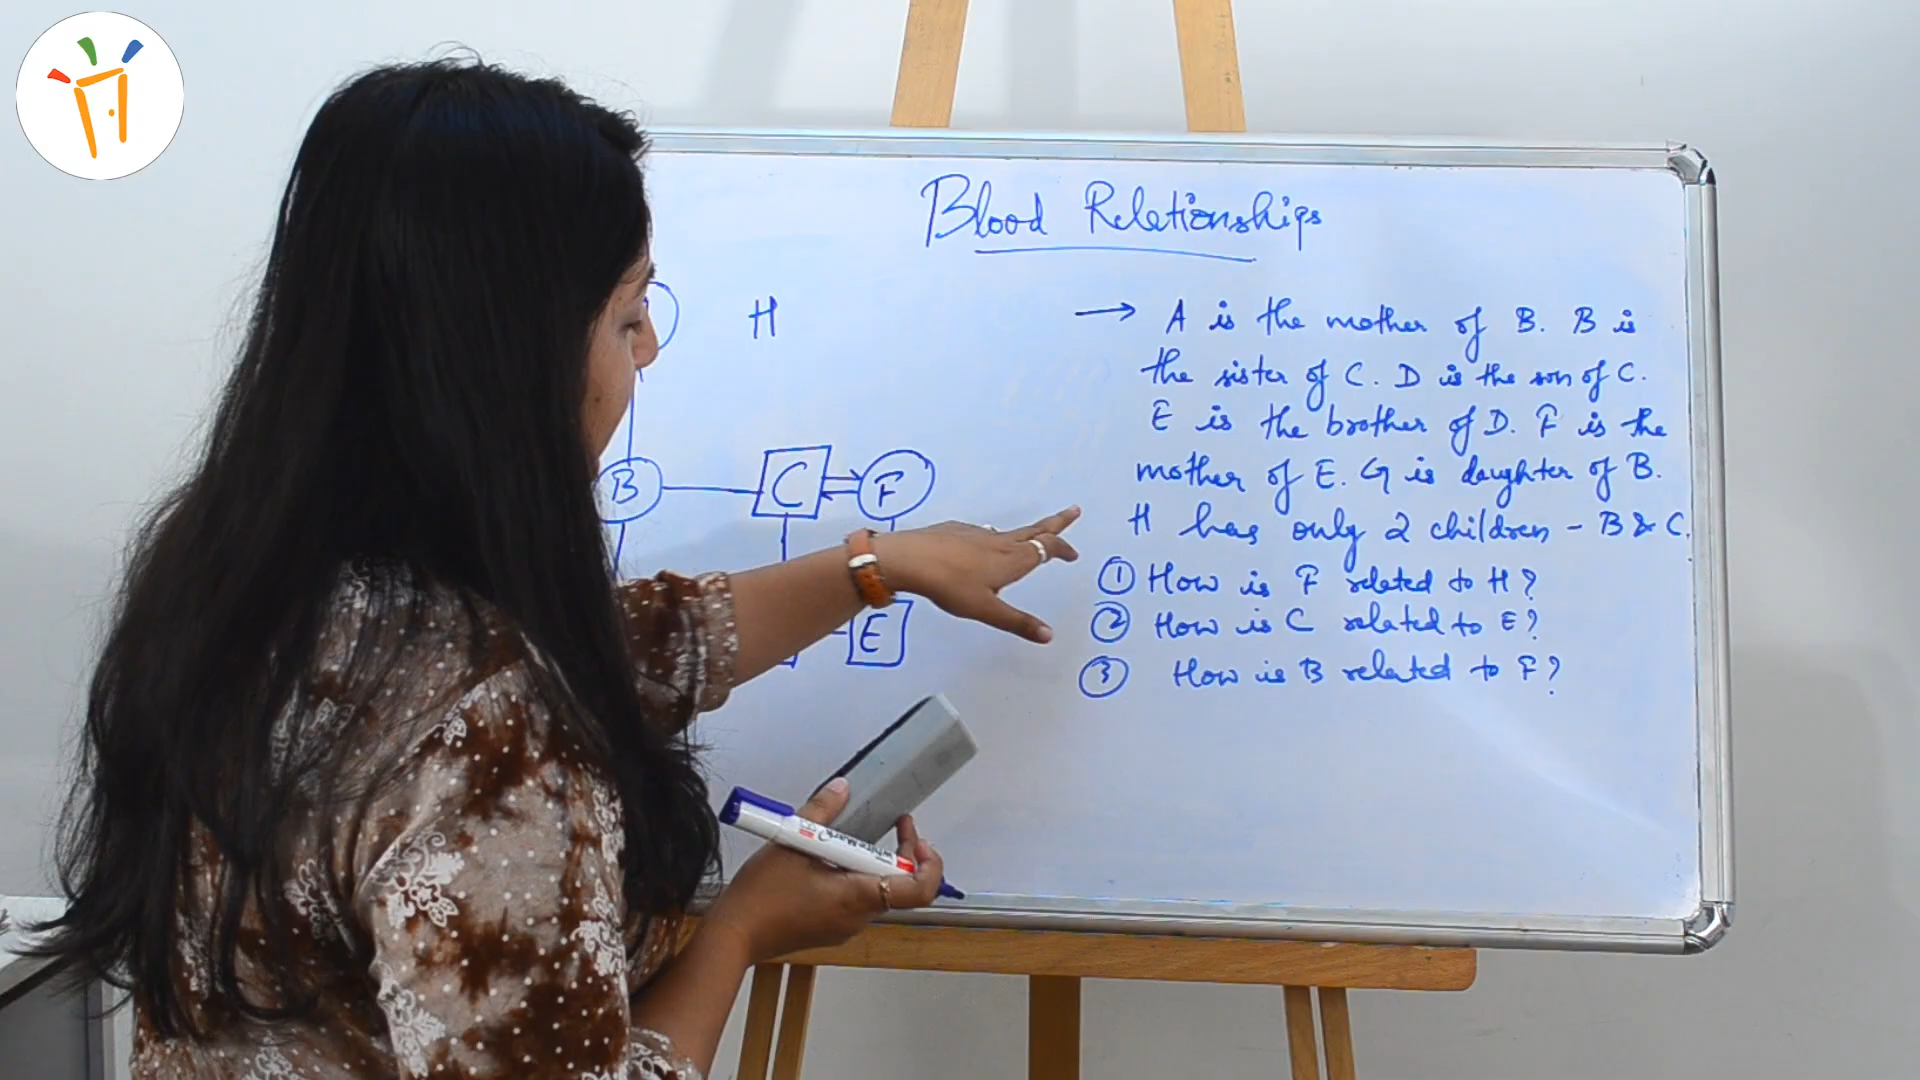 Blood Relationships
H
→ A is the mother of B. B is
the sister of C. D is the son of C.
E is the brother of D. F is the
mother of E. G is daughter of B.
H has only 2 children - B & C.
① How is F related to H?
② How is C related to E?
③ How is B related to F?
B C F
E
WhiteMark